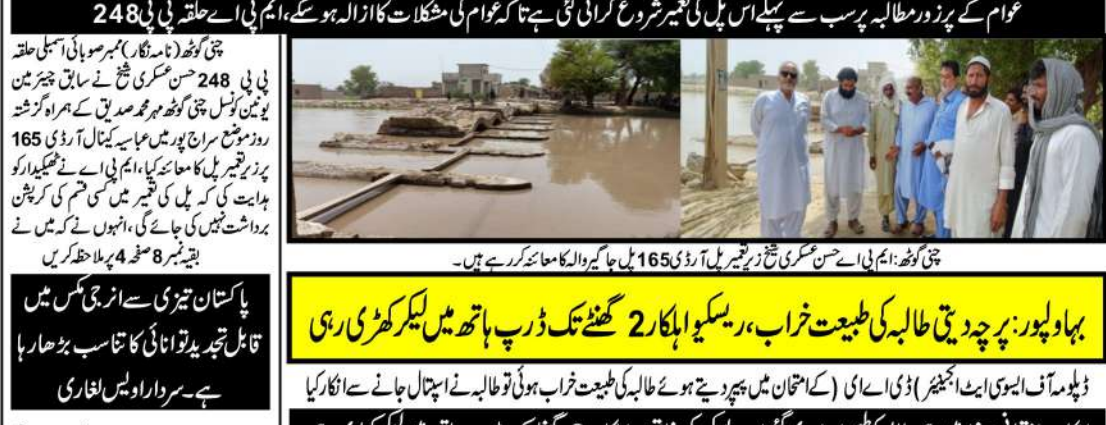 عوام کے پرزور مطالبہ پر سب سے پہلے اس پل کی تعمیر شروع کرائی گئی ہے تاکہ عوام کی مشکلات کا ازالہ ہوسکے، ایم پی اے حلقہ پی پی 248
چنی گوٹھ (نامہ نگار) ممبر صوبائی اسمبلی حلقہ
پی پی 248 حسن عسکری شیخ نے سابق چیئرمین
یونین کونسل چنی گوٹھ مہر محمد صدیق کے ہمراہ گزشتہ
روز موضع سراج پور میں عباسیہ کینال آر ڈی 165
پر زیر تعمیر پل کا معائنہ کیا، ایم پی اے نے ٹھیکیدار کو
ہدایت کی کہ پل کی تعمیر میں کسی قسم کی کرپشن
برداشت نہیں کی جائے گی، انہوں نے کہ میں نے
بقیہ نمبر 8 صفحہ 4 پر ملاحظہ کریں
چنی گوٹھ: ایم پی اے حسن عسکری شیخ زیر تعمیر پل آر ڈی 165 پل جاگیر والہ کا معائنہ کررہے ہیں۔
پاکستان تیزی سے انرجی مکس میں
قابل تجدید توانائی کا تناسب بڑھا رہا
ہے۔ سردار اویس لغاری
بہاولپور: پرچہ دیتی طالبہ کی طبیعت خراب، ریسکیو اہلکار 2 گھنٹے تک ڈرپ ہاتھ میں لیکر کھڑی رہی
ڈپلومہ آف ایسوسی ایٹ انجینیئر) ڈی اے ای (کے امتحان میں پیپر دیتے ہوئے طالبہ کی طبیعت خراب ہوئی تو طالبہ نے اسپتال جانے سے انکار کیا